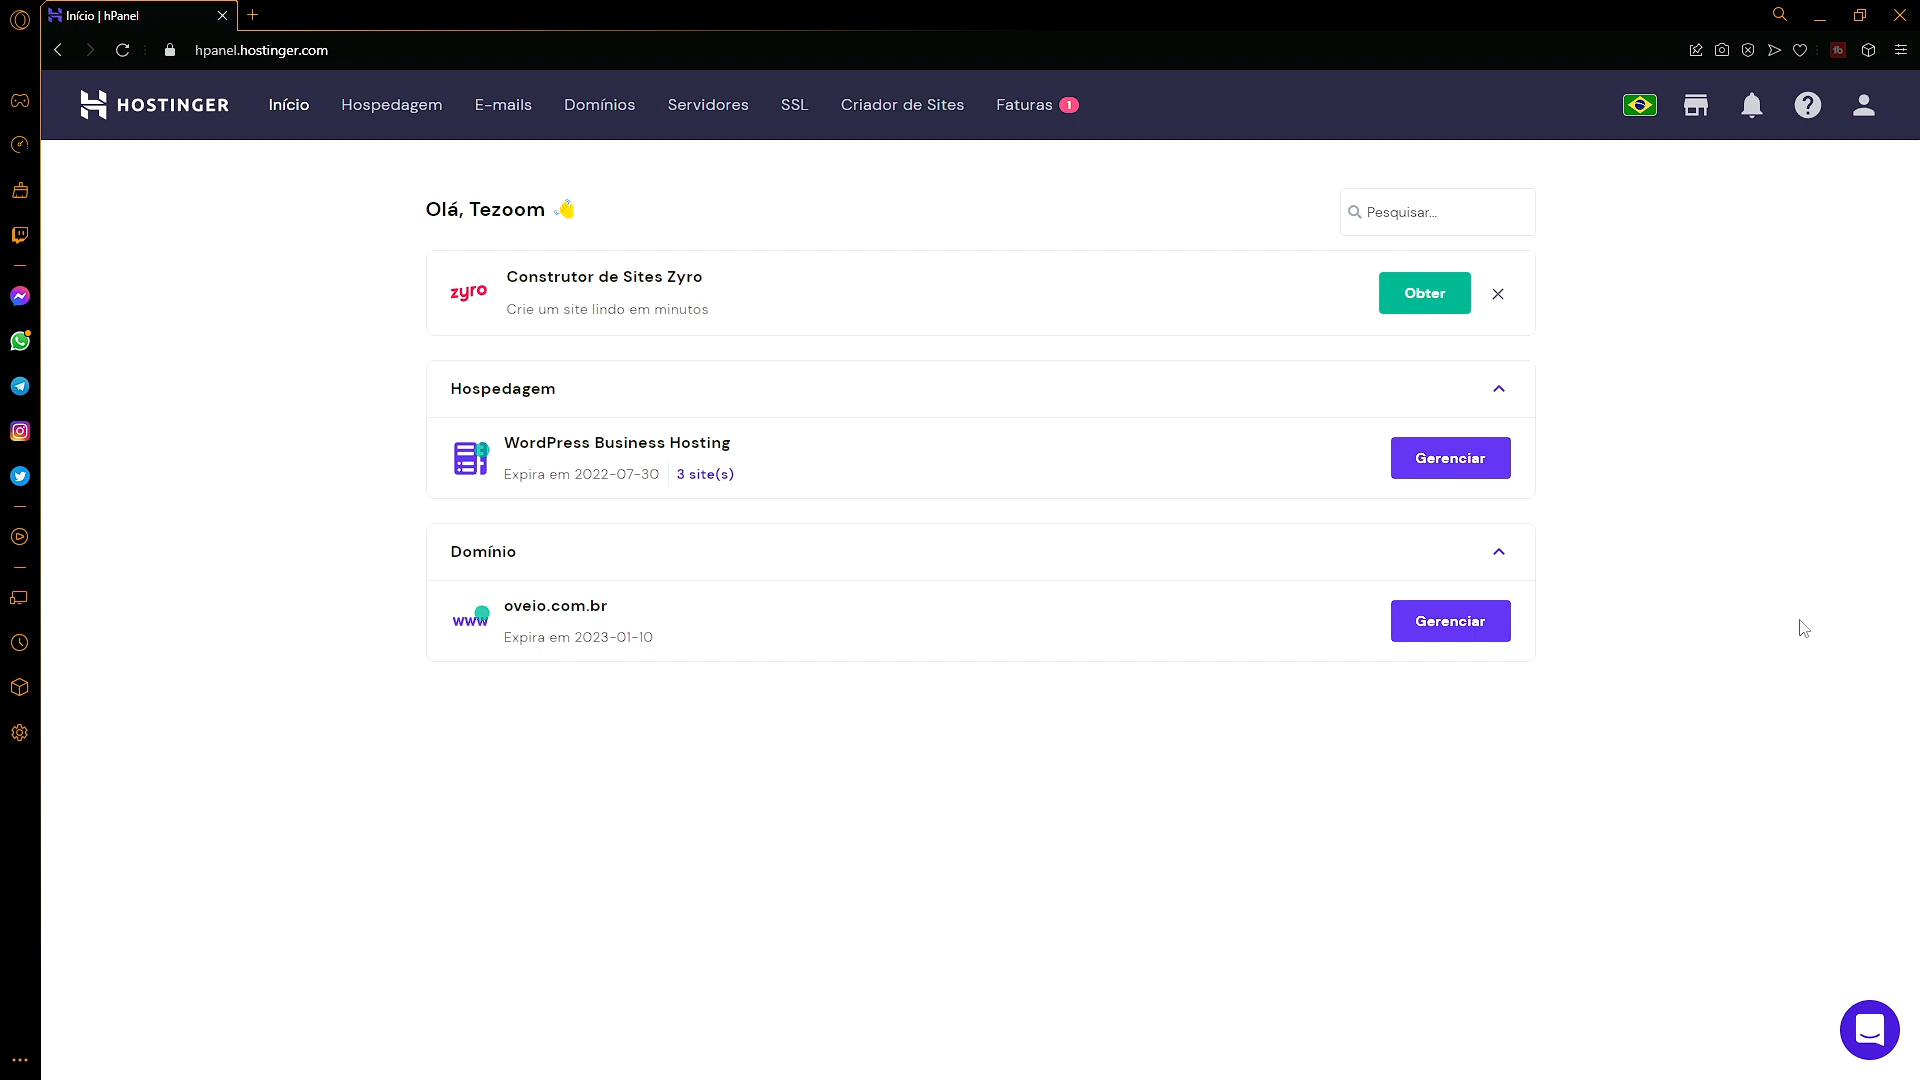 Início | hPanel
hpanel.hostinger.com
HOSTINGER Início Hospedagem E-mails Domínios Servidores SSL Criador de Sites Faturas 1
Olá, Tezoom
Pesquisar...
zyro
Construtor de Sites Zyro
Crie um site lindo em minutos
Obter
Hospedagem
WordPress Business Hosting
Expira em 2022-07-30 3 site(s)
Gerenciar
Domínio
www
oveio.com.br
Expira em 2023-01-10
Gerenciar